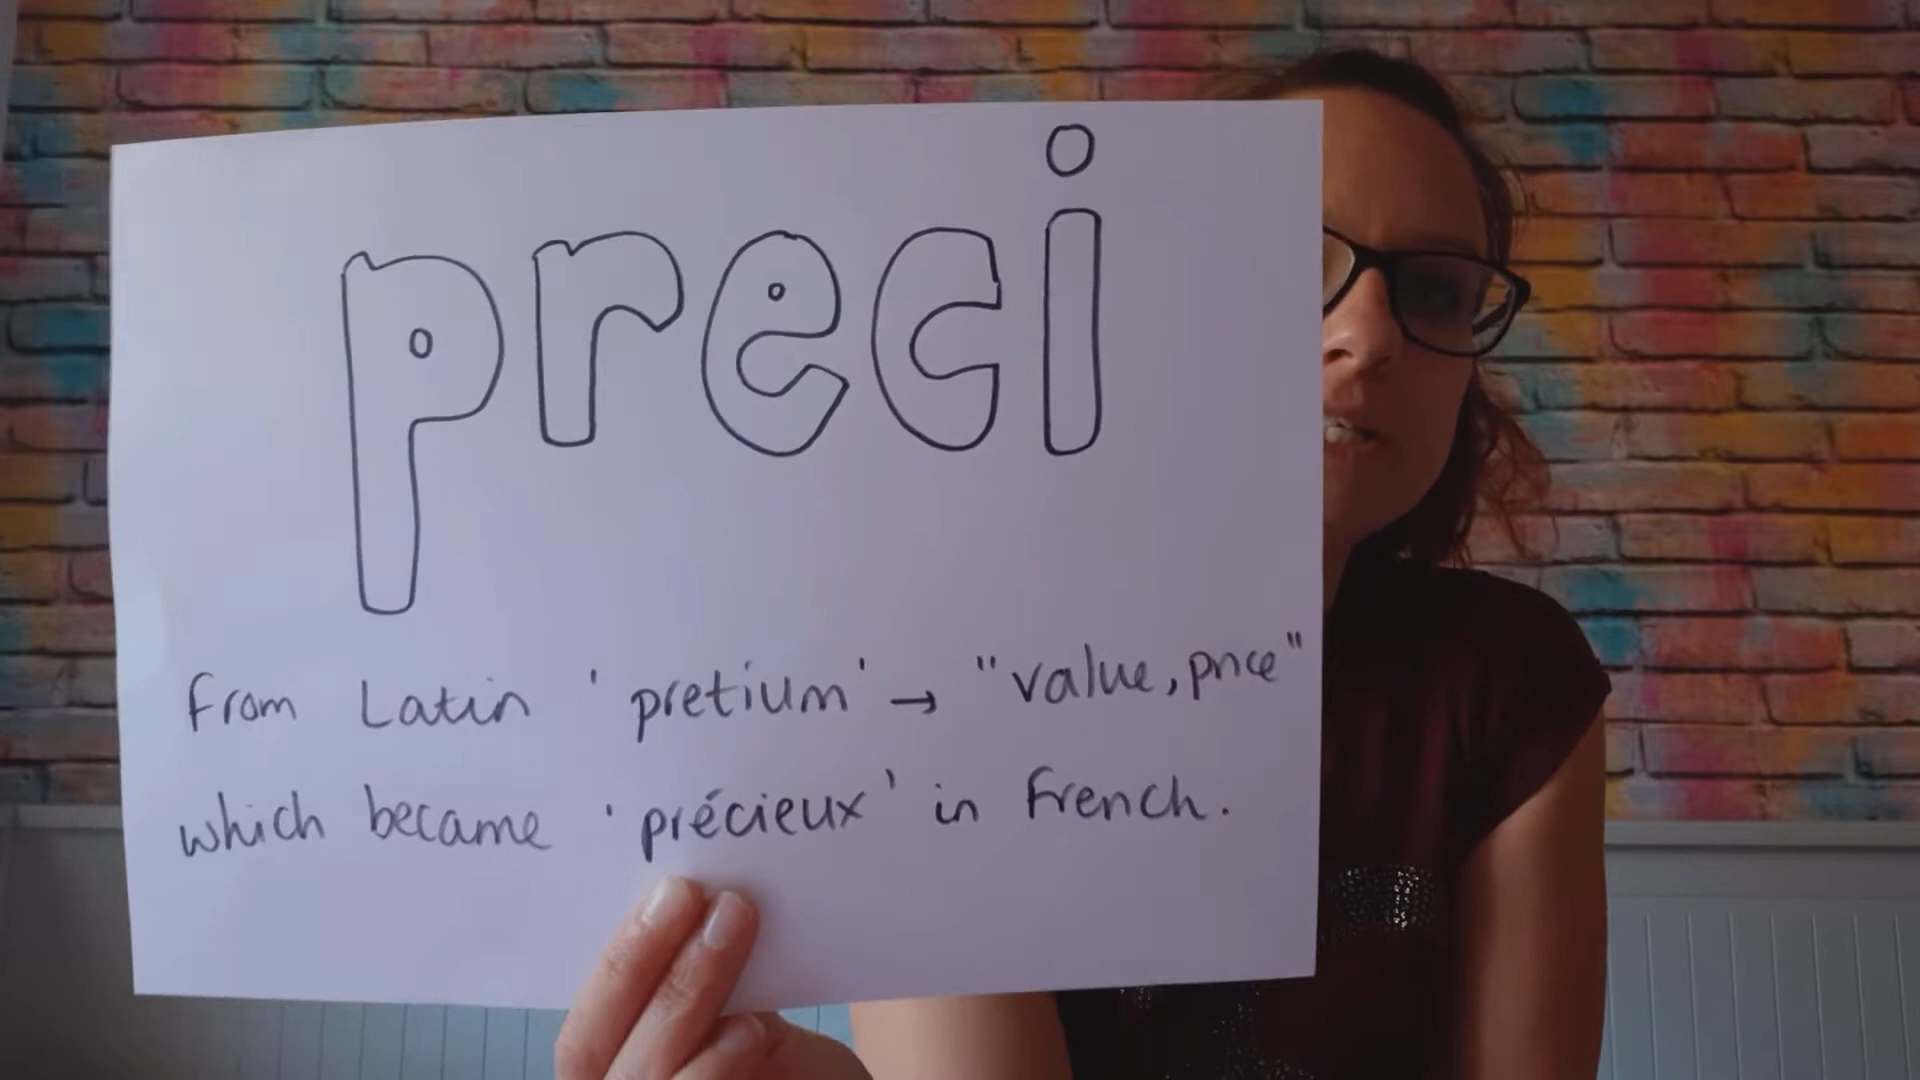 preci
from Latin 'pretium' → "value, price"
which became 'précieux' in French.